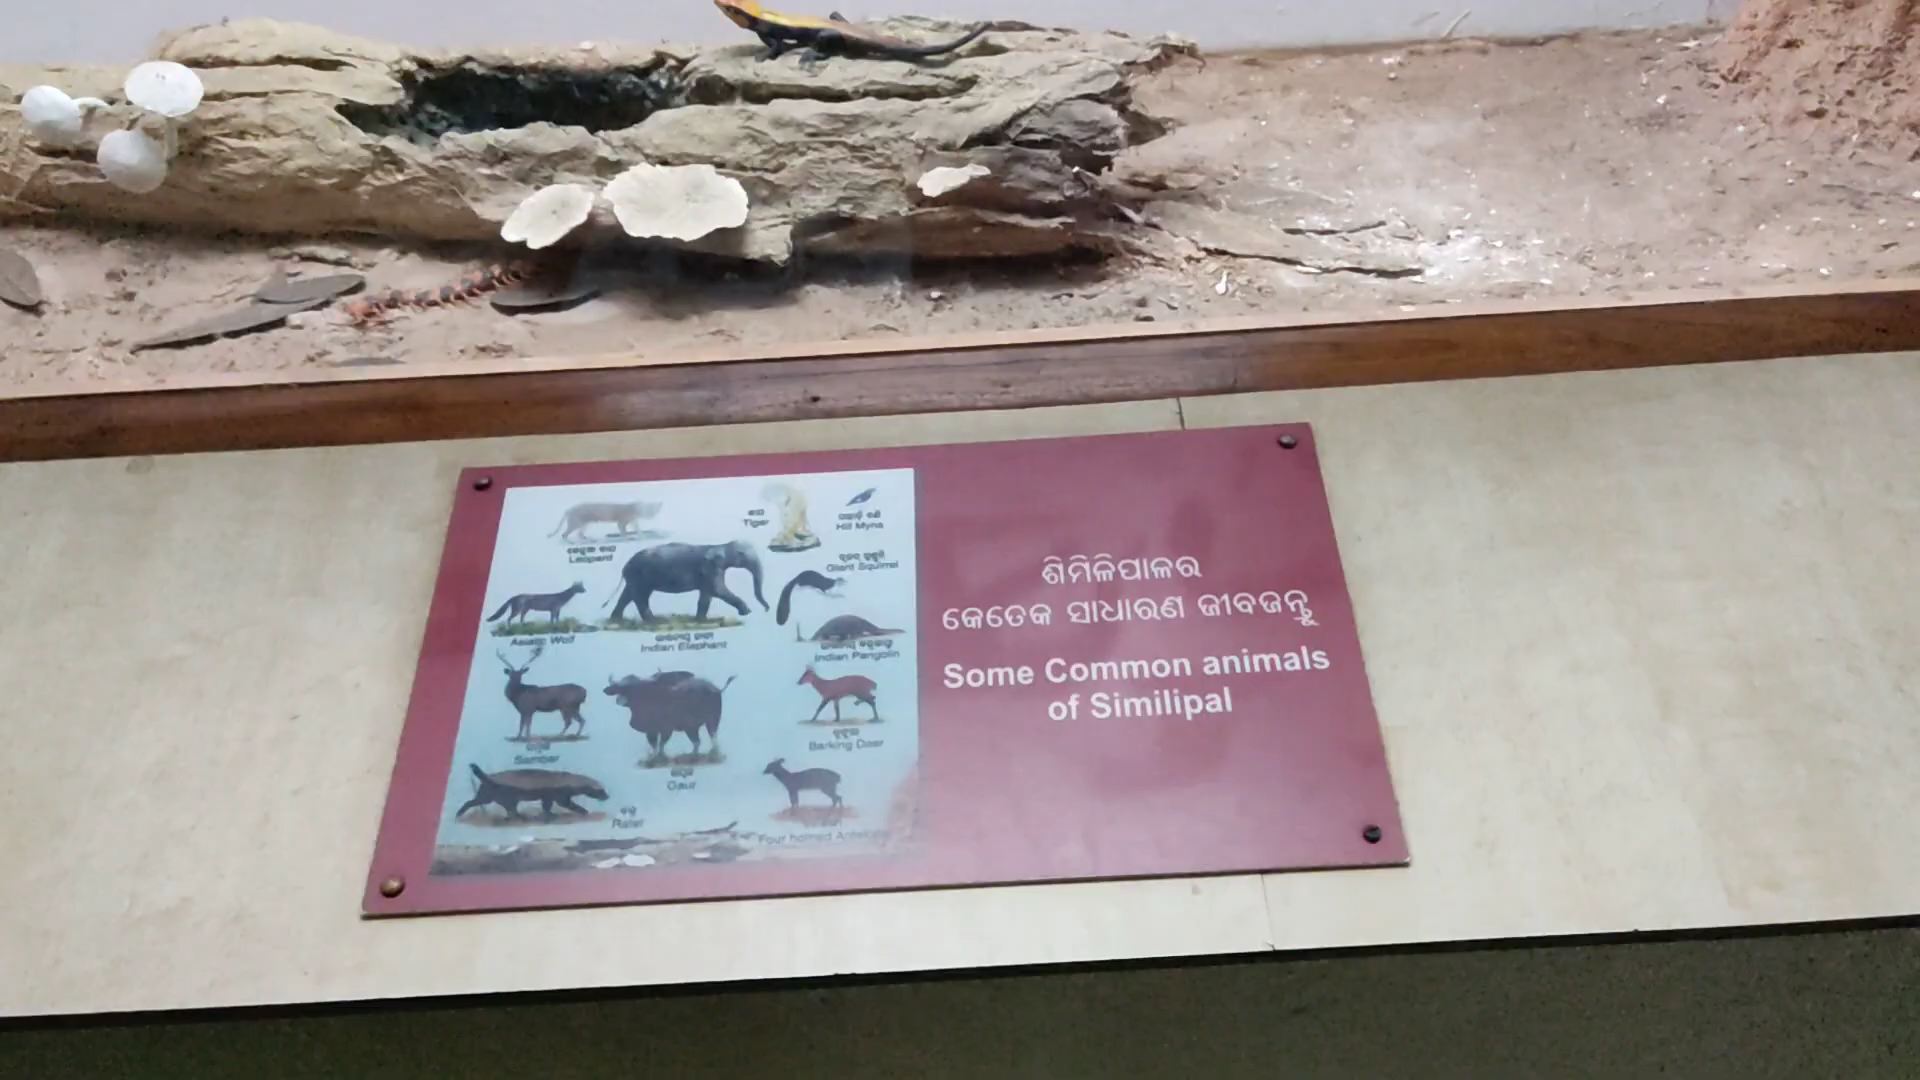 Leopard
ବାଘ
Tiger
Hill Myna
Giant Squirrel
Asiatic Wolf
Indian Elephant
Indian Pangolin
Sambar
Gaur
Barking Deer
Ratel
Four horned Antelope
ଶିମିଳିପାଳର
କେତେକ ସାଧାରଣ ଜୀବଜନ୍ତୁ
Some Common animals
of Similipal